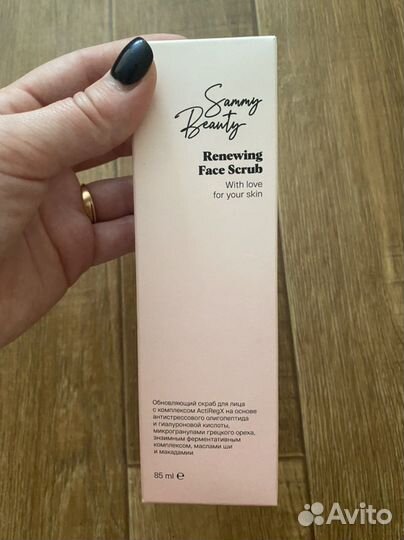 Sammy
Beauty
Renewing
Face Scrub
With love
for your skin
Обновляющий скраб для лица
с комплексом ActiRegX на основе
антистрессового олигопептида
и гиалуроновой кислоты,
микрогранулами грецкого ореха,
энзимным ферментативным
комплексом, маслами ши
и макадамии
85 ml ℮
Avito